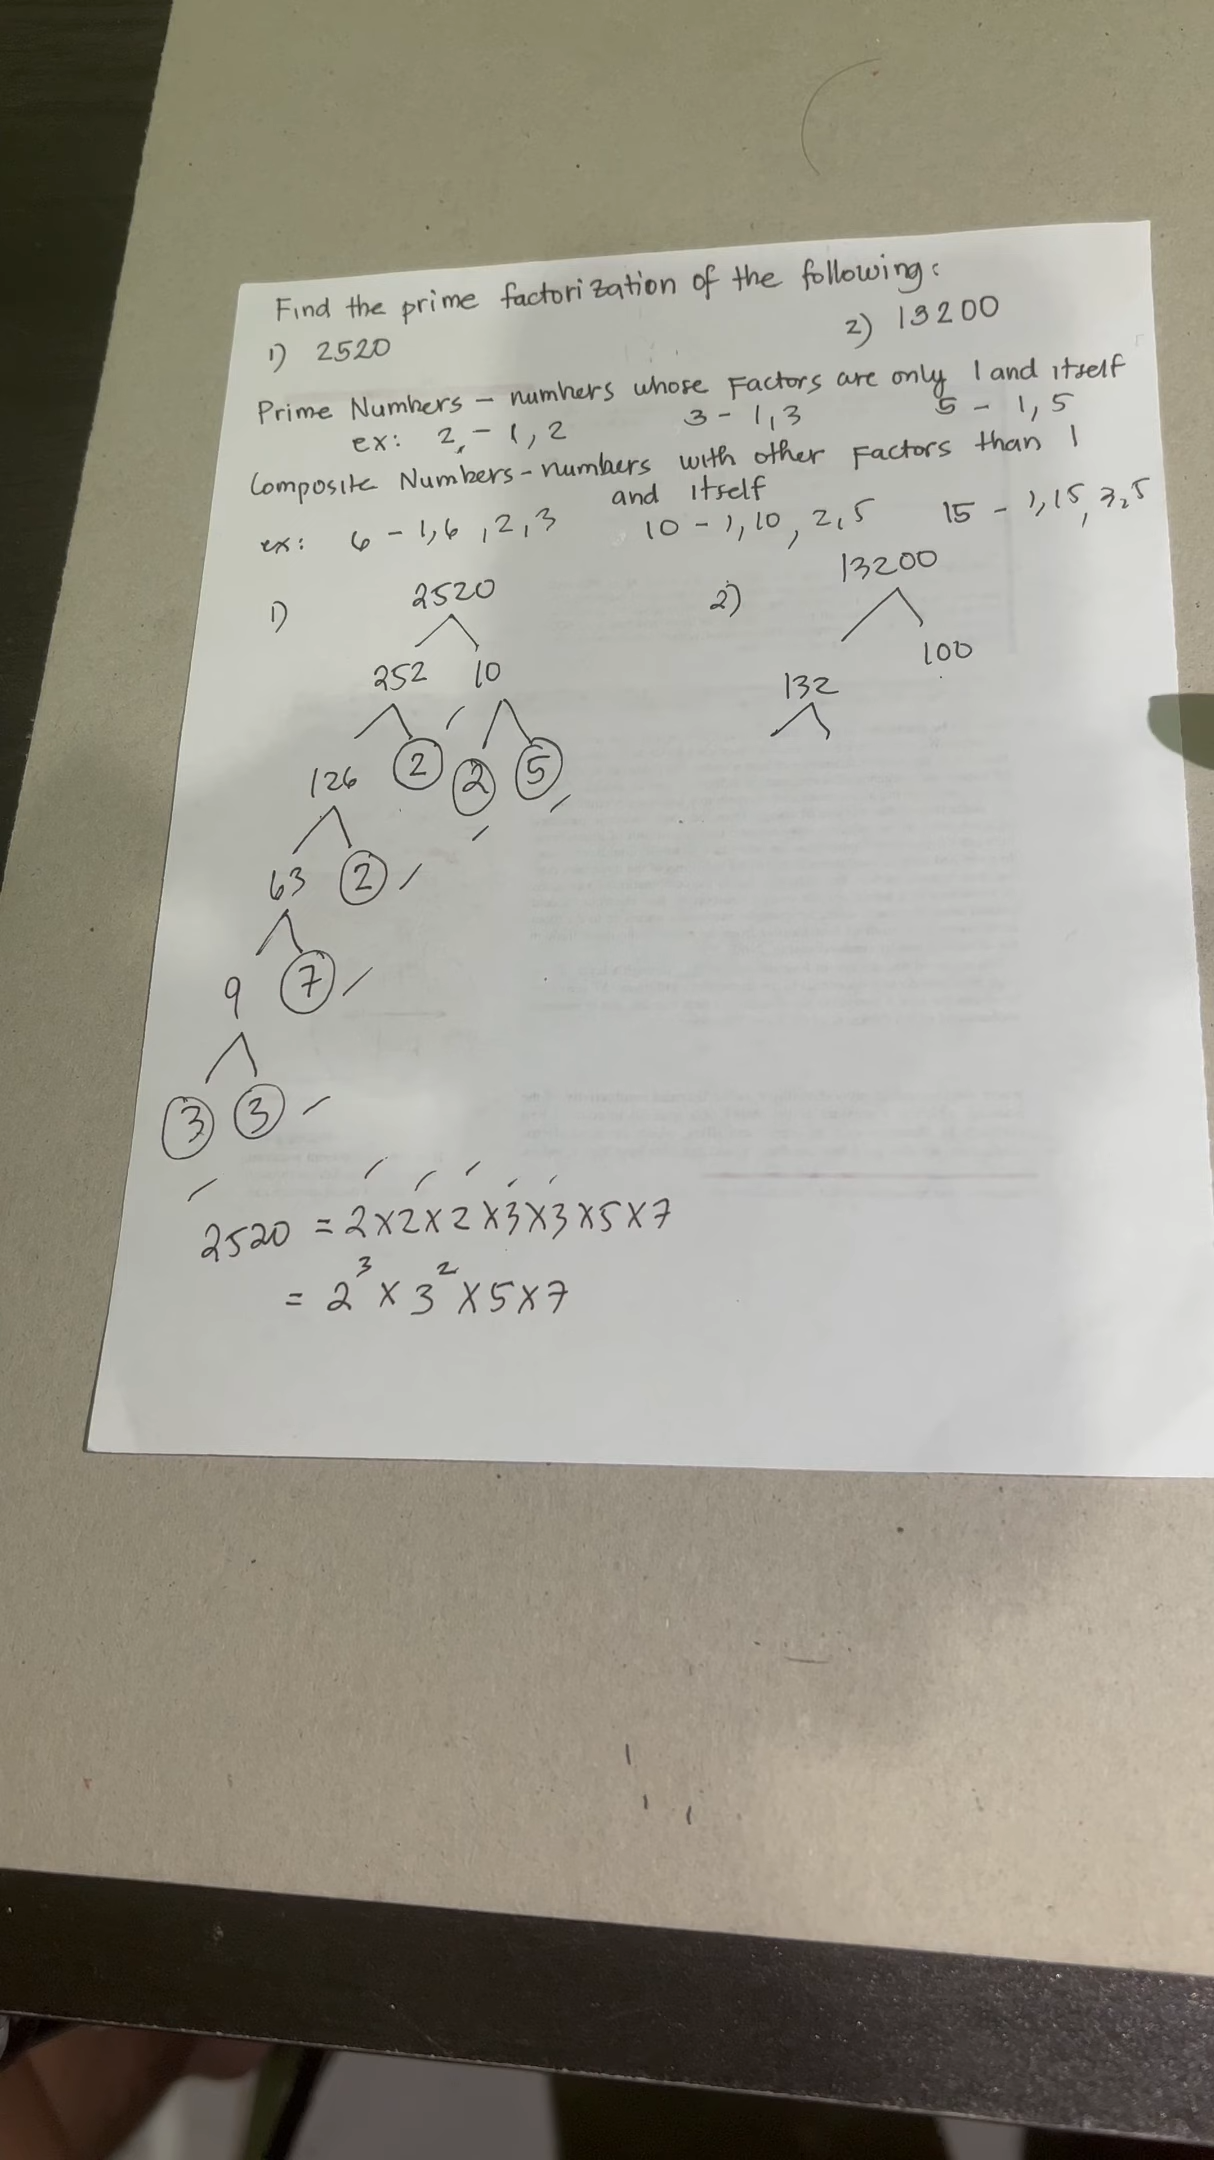 Find the prime factorization of the following:
1) 2520 2) 13200
Prime Numbers - numbers whose Factors are only 1 and itself
ex: 2 - 1, 2 3 - 1, 3 5 - 1, 5
Composite Numbers - numbers with other Factors than 1
and itself
ex: 6 - 1, 6, 2, 3 10 - 1, 10, 2, 5 15 - 1, 15, 3, 5
1) 2520 2) 13200
252 10 100
132
126 2 2 5
63 2
9 7
3 3
2520 = 2 x 2 x 2 x 3 x 3 x 5 x 7
= 2³ x 3² x 5 x 7